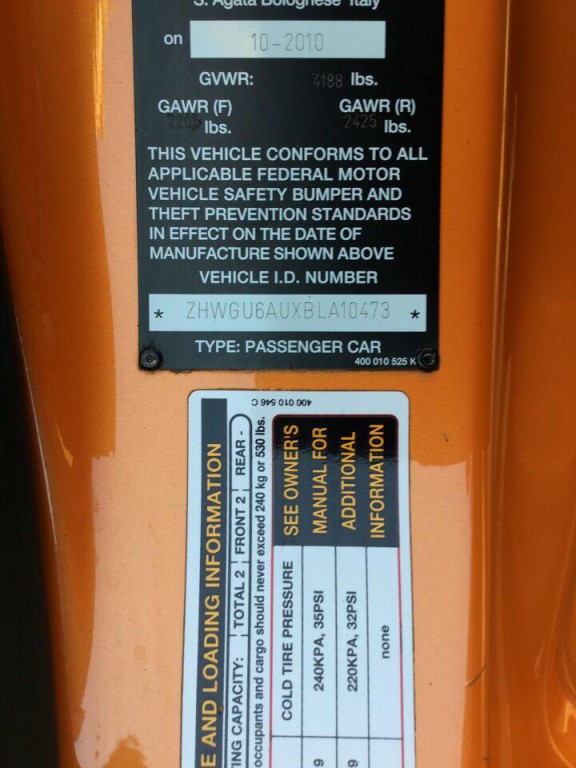 S. Agata Bolognese Italy
on 10-2010
GVWR: 4188 lbs.
GAWR (F) GAWR (R)
lbs. 2425 lbs.
THIS VEHICLE CONFORMS TO ALL
APPLICABLE FEDERAL MOTOR
VEHICLE SAFETY BUMPER AND
THEFT PREVENTION STANDARDS
IN EFFECT ON THE DATE OF
MANUFACTURE SHOWN ABOVE
VEHICLE I.D. NUMBER
* ZHWGU6AUXBLA10473 *
TYPE: PASSENGER CAR
400 010 525 K
400 010 546 C
E AND LOADING INFORMATION
TING CAPACITY: TOTAL 2 FRONT 2 REAR -
occupants and cargo should never exceed 240 kg or 530 lbs.
COLD TIRE PRESSURE SEE OWNER'S
9 240KPA, 35PSI MANUAL FOR
9 220KPA, 32PSI ADDITIONAL
none INFORMATION